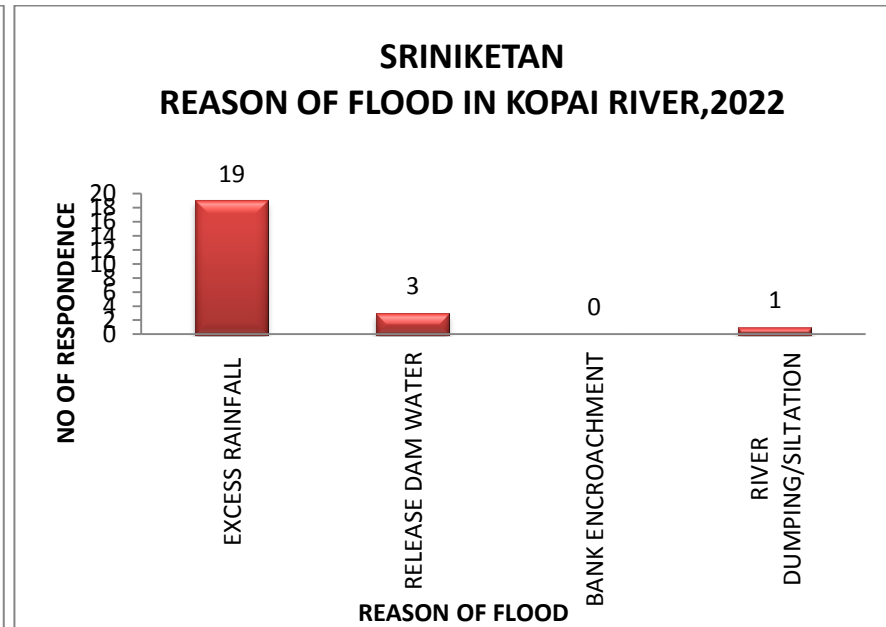 SRINIKETAN
REASON OF FLOOD IN KOPAI RIVER,2022
NO OF RESPONDENCE
20
18
16
14
12
10
8
6
4
2
0
19
3
0
1
EXCESS RAINFALL
RELEASE DAM WATER
BANK ENCROACHMENT
RIVER
DUMPING/SILTATION
REASON OF FLOOD